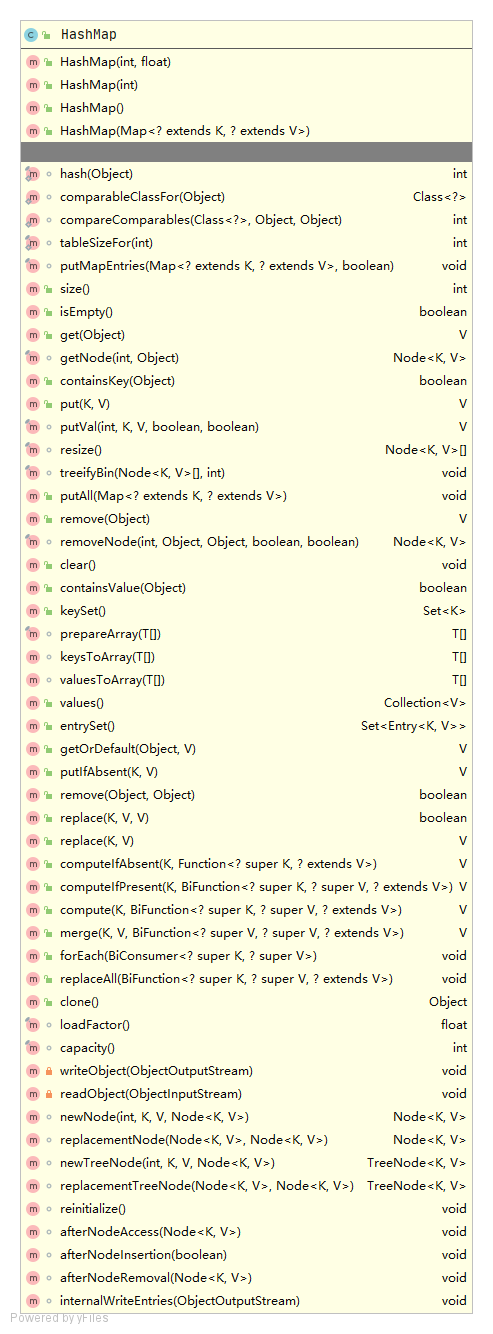 HashMap
HashMap(int, float)
HashMap(int)
HashMap()
HashMap(Map<? extends K, ? extends V>)
hash(Object) int
comparableClassFor(Object) Class<?>
compareComparables(Class<?>, Object, Object) int
tableSizeFor(int) int
putMapEntries(Map<? extends K, ? extends V>, boolean) void
size() int
isEmpty() boolean
get(Object) V
getNode(int, Object) Node<K, V>
containsKey(Object) boolean
put(K, V) V
putVal(int, K, V, boolean, boolean) V
resize() Node<K, V>[]
treeifyBin(Node<K, V>[], int) void
putAll(Map<? extends K, ? extends V>) void
remove(Object) V
removeNode(int, Object, Object, boolean, boolean) Node<K, V>
clear() void
containsValue(Object) boolean
keySet() Set<K>
prepareArray(T[]) T[]
keysToArray(T[]) T[]
valuesToArray(T[]) T[]
values() Collection<V>
entrySet() Set<Entry<K, V>>
getOrDefault(Object, V) V
putIfAbsent(K, V) V
remove(Object, Object) boolean
replace(K, V, V) boolean
replace(K, V) V
computeIfAbsent(K, Function<? super K, ? extends V>) V
computeIfPresent(K, BiFunction<? super K, ? super V, ? extends V>) V
compute(K, BiFunction<? super K, ? super V, ? extends V>) V
merge(K, V, BiFunction<? super V, ? super V, ? extends V>) V
forEach(BiConsumer<? super K, ? super V>) void
replaceAll(BiFunction<? super K, ? super V, ? extends V>) void
clone() Object
loadFactor() float
capacity() int
writeObject(ObjectOutputStream) void
readObject(ObjectInputStream) void
newNode(int, K, V, Node<K, V>) Node<K, V>
replacementNode(Node<K, V>, Node<K, V>) Node<K, V>
newTreeNode(int, K, V, Node<K, V>) TreeNode<K, V>
replacementTreeNode(Node<K, V>, Node<K, V>) TreeNode<K, V>
reinitialize() void
afterNodeAccess(Node<K, V>) void
afterNodeInsertion(boolean) void
afterNodeRemoval(Node<K, V>) void
internalWriteEntries(ObjectOutputStream) void
Powered by yFiles